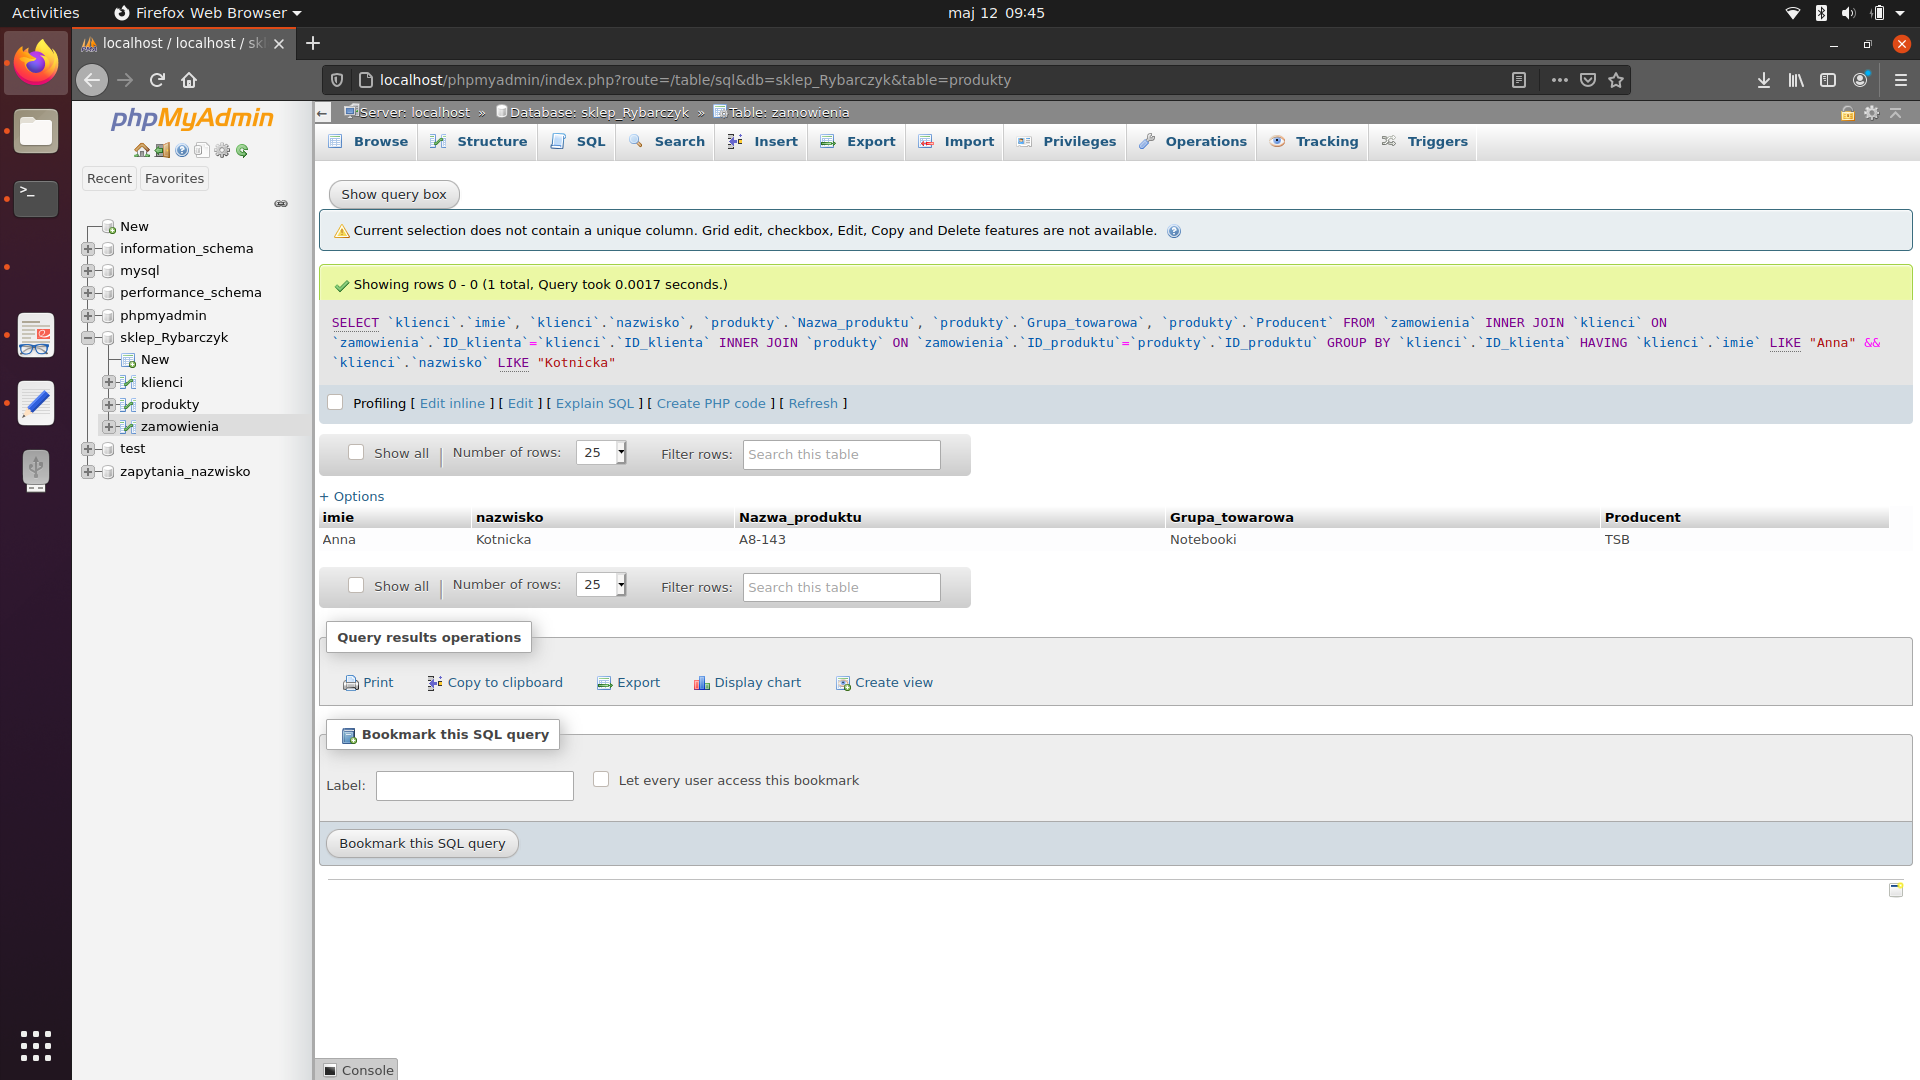 Activities
Firefox Web Browser
maj 12 09:45
localhost / localhost / skl
localhost/phpmyadmin/index.php?route=/table/sql&db=sklep_Rybarczyk&table=produkty
phpMyAdmin
Recent
Favorites
New
information_schema
mysql
performance_schema
phpmyadmin
sklep_Rybarczyk
New
klienci
produkty
zamowienia
test
zapytania_nazwisko
Server: localhost » Database: sklep_Rybarczyk » Table: zamowienia
Browse Structure SQL Search Insert Export Import Privileges Operations Tracking Triggers
Show query box
Current selection does not contain a unique column. Grid edit, checkbox, Edit, Copy and Delete features are not available.
Showing rows 0 - 0 (1 total, Query took 0.0017 seconds.)
SELECT `klienci`.`imie`, `klienci`.`nazwisko`, `produkty`.`Nazwa_produktu`, `produkty`.`Grupa_towarowa`, `produkty`.`Producent` FROM `zamowienia` INNER JOIN `klienci` ON
`zamowienia`.`ID_klienta`=`klienci`.`ID_klienta` INNER JOIN `produkty` ON `zamowienia`.`ID_produktu`=`produkty`.`ID_produktu` GROUP BY `klienci`.`ID_klienta` HAVING `klienci`.`imie` LIKE "Anna" &&
`klienci`.`nazwisko` LIKE "Kotnicka"
Profiling [ Edit inline ] [ Edit ] [ Explain SQL ] [ Create PHP code ] [ Refresh ]
Show all | Number of rows: 25 Filter rows: Search this table
+ Options
imie nazwisko Nazwa_produktu Grupa_towarowa Producent
Anna Kotnicka A8-143 Notebooki TSB
Show all | Number of rows: 25 Filter rows: Search this table
Query results operations
Print Copy to clipboard Export Display chart Create view
Bookmark this SQL query
Label: Let every user access this bookmark
Bookmark this SQL query
Console